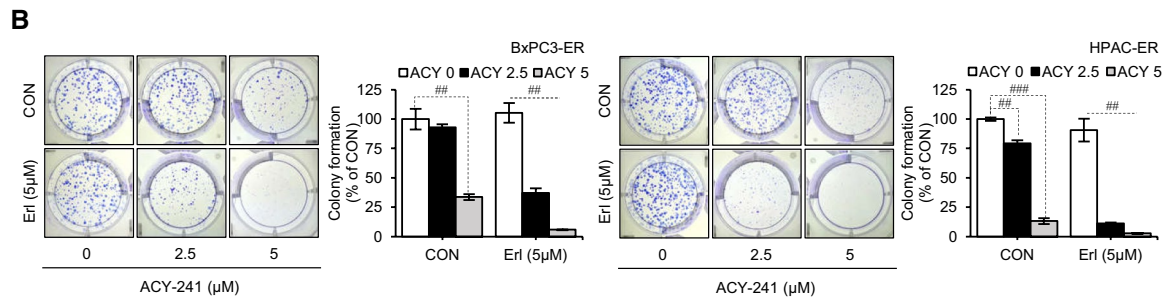 B
CON
Erl (5µM)
0 2.5 5
ACY-241 (µM)
BxPC3-ER
ACY 0 ACY 2.5 ACY 5
Colony formation
(% of CON)
125
100
75
50
25
0
##
##
CON Erl (5µM)
CON
Erl (5µM)
0 2.5 5
ACY-241 (µM)
HPAC-ER
ACY 0 ACY 2.5 ACY 5
Colony formation
(% of CON)
125
100
75
50
25
0
###
##
##
CON Erl (5µM)